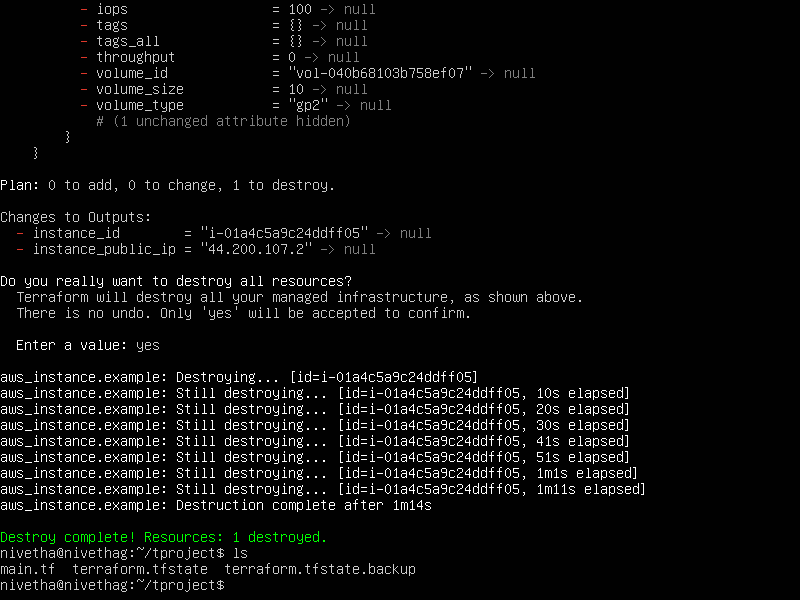 - iops                  = 100 -> null
- tags                  = {} -> null
- tags_all              = {} -> null
- throughput            = 0 -> null
- volume_id             = "vol-040b68103b758ef07" -> null
- volume_size           = 10 -> null
- volume_type           = "gp2" -> null
# (1 unchanged attribute hidden)
}
}
Plan: 0 to add, 0 to change, 1 to destroy.
Changes to Outputs:
- instance_id        = "i-01a4c5a9c24ddff05" -> null
- instance_public_ip = "44.200.107.2" -> null
Do you really want to destroy all resources?
Terraform will destroy all your managed infrastructure, as shown above.
There is no undo. Only 'yes' will be accepted to confirm.
Enter a value: yes
aws_instance.example: Destroying... [id=i-01a4c5a9c24ddff05]
aws_instance.example: Still destroying... [id=i-01a4c5a9c24ddff05, 10s elapsed]
aws_instance.example: Still destroying... [id=i-01a4c5a9c24ddff05, 20s elapsed]
aws_instance.example: Still destroying... [id=i-01a4c5a9c24ddff05, 30s elapsed]
aws_instance.example: Still destroying... [id=i-01a4c5a9c24ddff05, 41s elapsed]
aws_instance.example: Still destroying... [id=i-01a4c5a9c24ddff05, 51s elapsed]
aws_instance.example: Still destroying... [id=i-01a4c5a9c24ddff05, 1m1s elapsed]
aws_instance.example: Still destroying... [id=i-01a4c5a9c24ddff05, 1m11s elapsed]
aws_instance.example: Destruction complete after 1m14s
Destroy complete! Resources: 1 destroyed.
nivetha@nivethag:~/tproject$ ls
main.tf  terraform.tfstate  terraform.tfstate.backup
nivetha@nivethag:~/tproject$